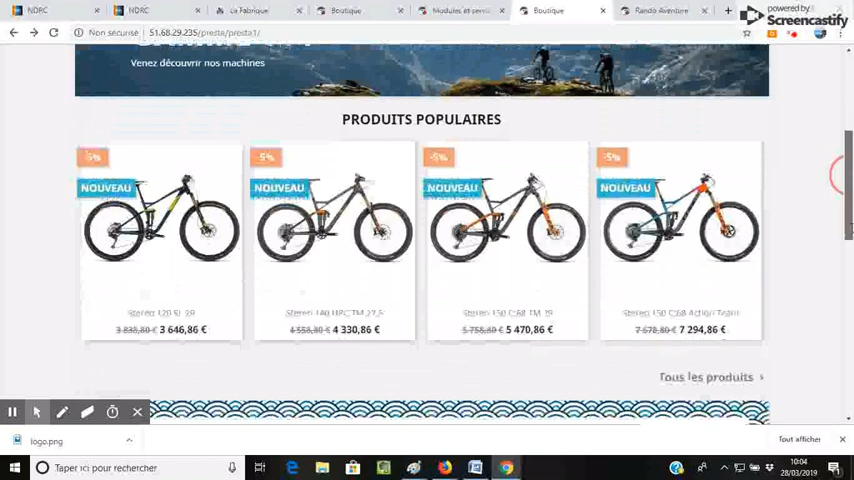 NDRC
NDRC
La Fabrique
Boutique
Modules et servi
Boutique
Rando Aventure
powered by
Screencastify
Non sécurisé
51.68.29.235/presta/presta1/
Venez découvrir nos machines
PRODUITS POPULAIRES
-5%
-5%
-5%
-5%
NOUVEAU
NOUVEAU
NOUVEAU
NOUVEAU
Stereo 120 SL 29
Stereo 140 HPC TM 27,5
Stereo 150 C:68 TM 29
Stereo 150 C:68 Action Team
3 838,80 € 3 646,86 €
4 558,80 € 4 330,86 €
5 758,80 € 5 470,86 €
7 678,80 € 7 294,86 €
Tous les produits
logo.png
Tout afficher
Taper ici pour rechercher
10:04
28/03/2019